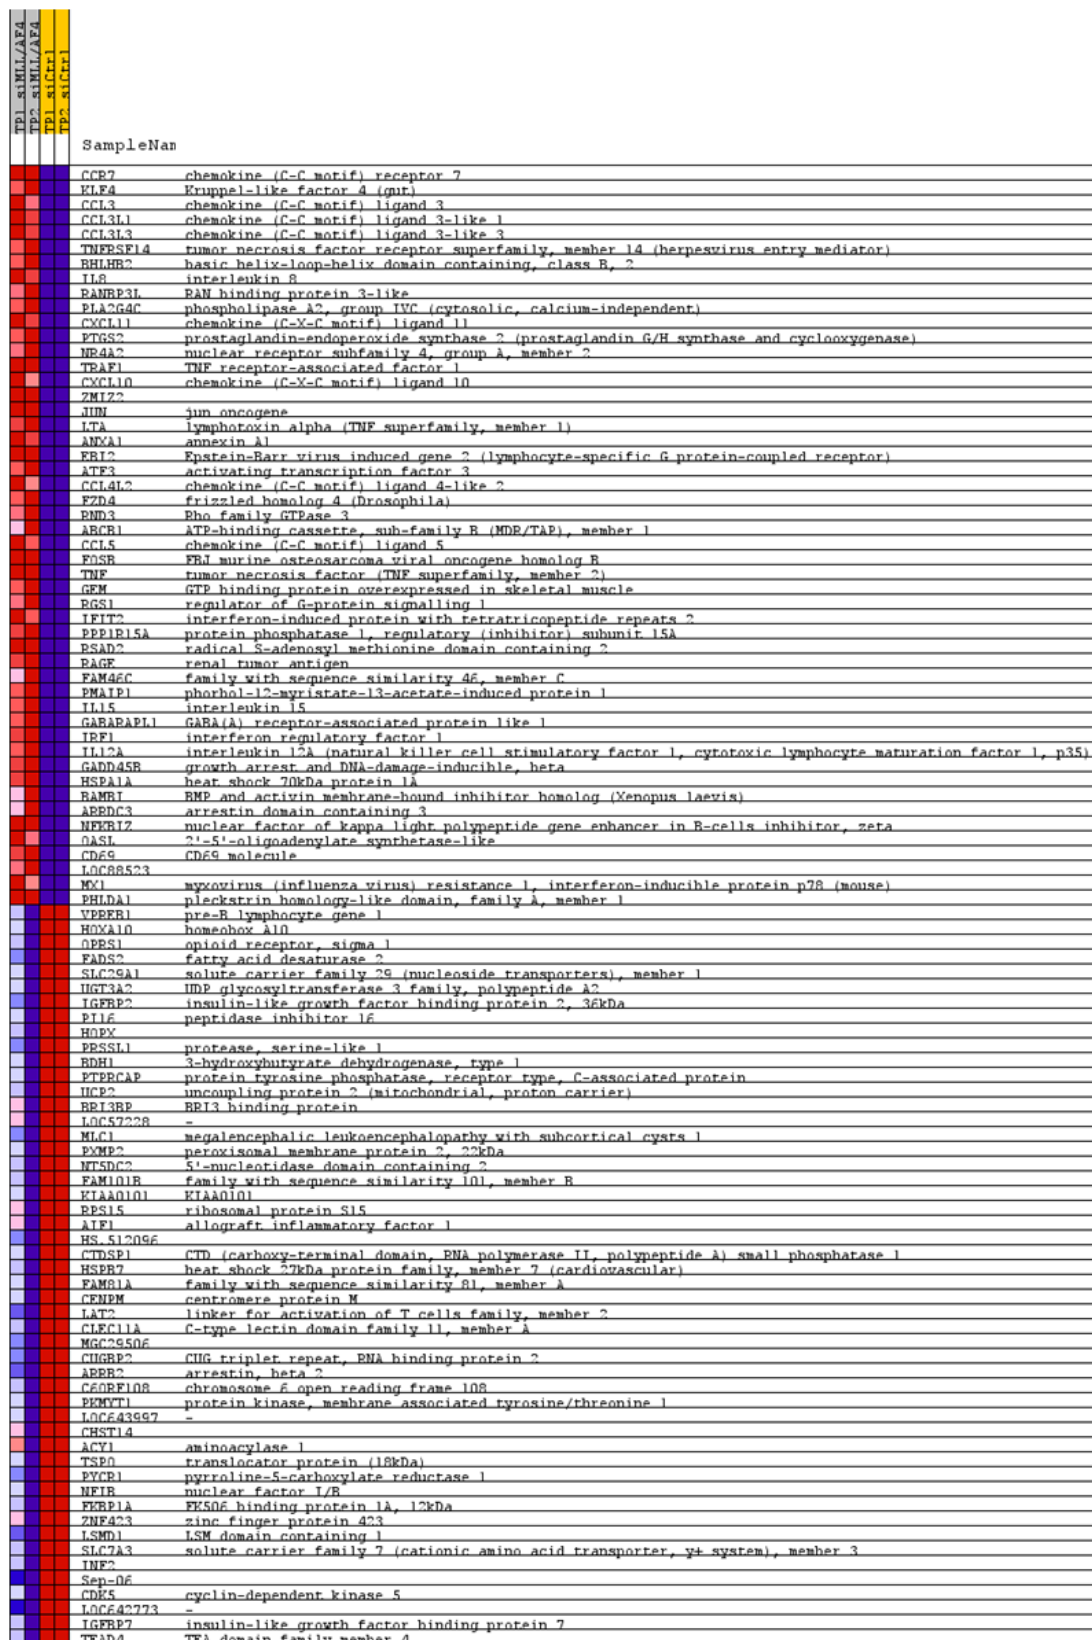 TP1_siMLL/AF4
TP2_siMLL/AF4
TP1_siCtrl
TP2_siCtrl
SampleNam
CCR7 chemokine (C-C motif) receptor 7
KLF4 Kruppel-like factor 4 (gut)
CCL3 chemokine (C-C motif) ligand 3
CCL3L1 chemokine (C-C motif) ligand 3-like 1
CCL3L3 chemokine (C-C motif) ligand 3-like 3
TNFRSF14 tumor necrosis factor receptor superfamily, member 14 (herpesvirus entry mediator)
BHLHB2 basic helix-loop-helix domain containing, class B, 2
IL8 interleukin 8
RANBP3L RAN binding protein 3-like
PLA2G4C phospholipase A2, group IVC (cytosolic, calcium-independent)
CXCL11 chemokine (C-X-C motif) ligand 11
PTGS2 prostaglandin-endoperoxide synthase 2 (prostaglandin G/H synthase and cyclooxygenase)
NR4A2 nuclear receptor subfamily 4, group A, member 2
TRAF1 TNF receptor-associated factor 1
CXCL10 chemokine (C-X-C motif) ligand 10
ZMIZ2
JUN jun oncogene
LTA lymphotoxin alpha (TNF superfamily, member 1)
ANXA1 annexin A1
EBI2 Epstein-Barr virus induced gene 2 (lymphocyte-specific G protein-coupled receptor)
ATF3 activating transcription factor 3
CCL4L2 chemokine (C-C motif) ligand 4-like 2
FZD4 frizzled homolog 4 (Drosophila)
RND3 Rho family GTPase 3
ABCB1 ATP-binding cassette, sub-family B (MDR/TAP), member 1
CCL5 chemokine (C-C motif) ligand 5
FOSB FBJ murine osteosarcoma viral oncogene homolog B
TNF tumor necrosis factor (TNF superfamily, member 2)
GEM GTP binding protein overexpressed in skeletal muscle
RGS1 regulator of G-protein signalling 1
IFIT2 interferon-induced protein with tetratricopeptide repeats 2
PPP1R15A protein phosphatase 1, regulatory (inhibitor) subunit 15A
RSAD2 radical S-adenosyl methionine domain containing 2
RAGE renal tumor antigen
FAM46C family with sequence similarity 46, member C
PMAIP1 phorbol-12-myristate-13-acetate-induced protein 1
IL15 interleukin 15
GABARAPL1 GABA(A) receptor-associated protein like 1
IRF1 interferon regulatory factor 1
IL12A interleukin 12A (natural killer cell stimulatory factor 1, cytotoxic lymphocyte maturation factor 1, p35)
GADD45B growth arrest and DNA-damage-inducible, beta
HSPA1A heat shock 70kDa protein 1A
BAMBI BMP and activin membrane-bound inhibitor homolog (Xenopus laevis)
ARRDC3 arrestin domain containing 3
NFKBIZ nuclear factor of kappa light polypeptide gene enhancer in B-cells inhibitor, zeta
OASL 2'-5'-oligoadenylate synthetase-like
CD69 CD69 molecule
LOC88523
MX1 myxovirus (influenza virus) resistance 1, interferon-inducible protein p78 (mouse)
PHLDA1 pleckstrin homology-like domain, family A, member 1
VPREB1 pre-B lymphocyte gene 1
HOXA10 homeobox A10
OPRS1 opioid receptor, sigma 1
FADS2 fatty acid desaturase 2
SLC29A1 solute carrier family 29 (nucleoside transporters), member 1
UGT3A2 UDP glycosyltransferase 3 family, polypeptide A2
IGFBP2 insulin-like growth factor binding protein 2, 36kDa
PI16 peptidase inhibitor 16
HOPX
PRSSL1 protease, serine-like 1
BDH1 3-hydroxybutyrate dehydrogenase, type 1
PTPRCAP protein tyrosine phosphatase, receptor type, C-associated protein
UCP2 uncoupling protein 2 (mitochondrial, proton carrier)
BRI3BP BRI3 binding protein
LOC57228 -
MLC1 megalencephalic leukoencephalopathy with subcortical cysts 1
PXMP2 peroxisomal membrane protein 2, 22kDa
NT5DC2 5'-nucleotidase domain containing 2
FAM101B family with sequence similarity 101, member B
KIAA0101 KIAA0101
RPS15 ribosomal protein S15
AIF1 allograft inflammatory factor 1
HS.512096
CTDSP1 CTD (carboxy-terminal domain, RNA polymerase II, polypeptide A) small phosphatase 1
HSPB7 heat shock 27kDa protein family, member 7 (cardiovascular)
FAM81A family with sequence similarity 81, member A
CENPM centromere protein M
LAT2 linker for activation of T cells family, member 2
CLEC11A C-type lectin domain family 11, member A
MGC29506
CUGBP2 CUG triplet repeat, RNA binding protein 2
ARRB2 arrestin, beta 2
C6ORF108 chromosome 6 open reading frame 108
PKMYT1 protein kinase, membrane associated tyrosine/threonine 1
LOC643997 -
CHST14
ACY1 aminoacylase 1
TSPO translocator protein (18kDa)
PYCR1 pyrroline-5-carboxylate reductase 1
NFIB nuclear factor I/B
FKBP1A FK506 binding protein 1A, 12kDa
ZNF423 zinc finger protein 423
LSMD1 LSM domain containing 1
SLC7A3 solute carrier family 7 (cationic amino acid transporter, y+ system), member 3
INF2
Sep-06
CDK5 cyclin-dependent kinase 5
LOC642773 -
IGFBP7 insulin-like growth factor binding protein 7
TEAD4 TEA domain family member 4